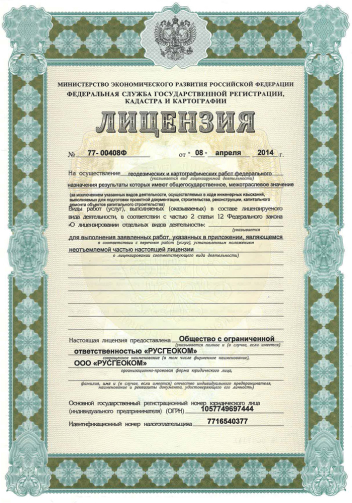 МИНИСТЕРСТВО ЭКОНОМИЧЕСКОГО РАЗВИТИЯ РОССИЙСКОЙ ФЕДЕРАЦИИ
ФЕДЕРАЛЬНАЯ СЛУЖБА ГОСУДАРСТВЕННОЙ РЕГИСТРАЦИИ,
КАДАСТРА И КАРТОГРАФИИ
ЛИЦЕНЗИЯ
№ 77- 00408Ф от · 08 · апреля 2014 г.
На осуществление геодезических и картографических работ федерального
(указывается вид лицензируемой деятельности)
назначения результаты которых имеют общегосударственное, межотраслевое значение
(за исключением указанных видов деятельности, осуществляемых в ходе инженерных изысканий,
выполняемых для подготовки проектной документации, строительства, реконструкции, капитального
ремонта объектов капитального строительства)
Виды работ (услуг), выполняемых (оказываемых) в составе лицензируемого
вида деятельности, в соответствии с частью 2 статьи 12 Федерального закона
«О лицензировании отдельных видов деятельности»:
(указывается
для выполнения заявленных работ, указанных в приложении, являющемся
в соответствии с перечнем работ (услуг), установленным положением
неотъемлемой частью настоящей лицензии
о лицензировании соответствующего вида деятельности)
Настоящая лицензия предоставлена Общество с ограниченной
(указывается полное и (в случае, если имеется)
ответственностью «РУСГЕОКОМ»
сокращенное наименование (в том числе фирменное наименование),
ООО «РУСГЕОКОМ»
организационно-правовая форма юридического лица,
фамилия, имя и (в случае, если имеется) отчество индивидуального предпринимателя,
наименование и реквизиты документа, удостоверяющего его личность)
Основной государственный регистрационный номер юридического лица
(индивидуального предпринимателя) (ОГРН) 1057749697444
Идентификационный номер налогоплательщика 7716540377